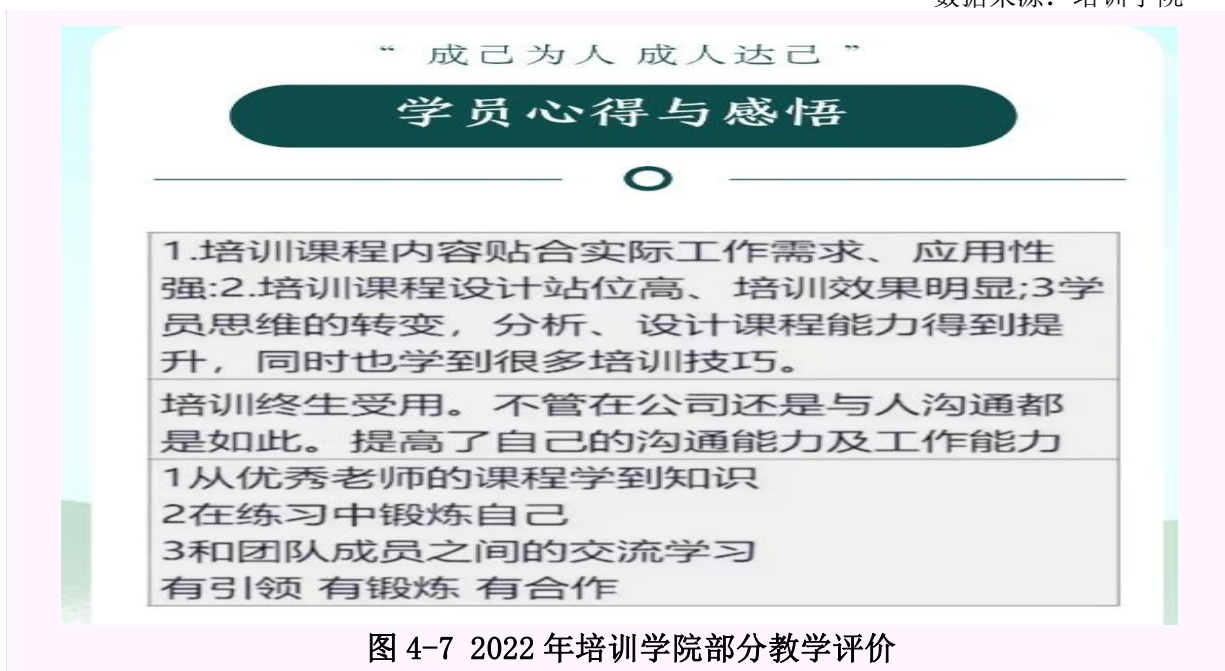 数据来源：培训学院
“ 成己为人 成人达己 ”
学员心得与感悟
1.培训课程内容贴合实际工作需求、应用性
强:2.培训课程设计站位高、培训效果明显;3学
员思维的转变，分析、设计课程能力得到提
升，同时也学到很多培训技巧。
培训终生受用。不管在公司还是与人沟通都
是如此。提高了自己的沟通能力及工作能力
1从优秀老师的课程学到知识
2在练习中锻炼自己
3和团队成员之间的交流学习
有引领 有锻炼 有合作
图 4-7 2022 年培训学院部分教学评价